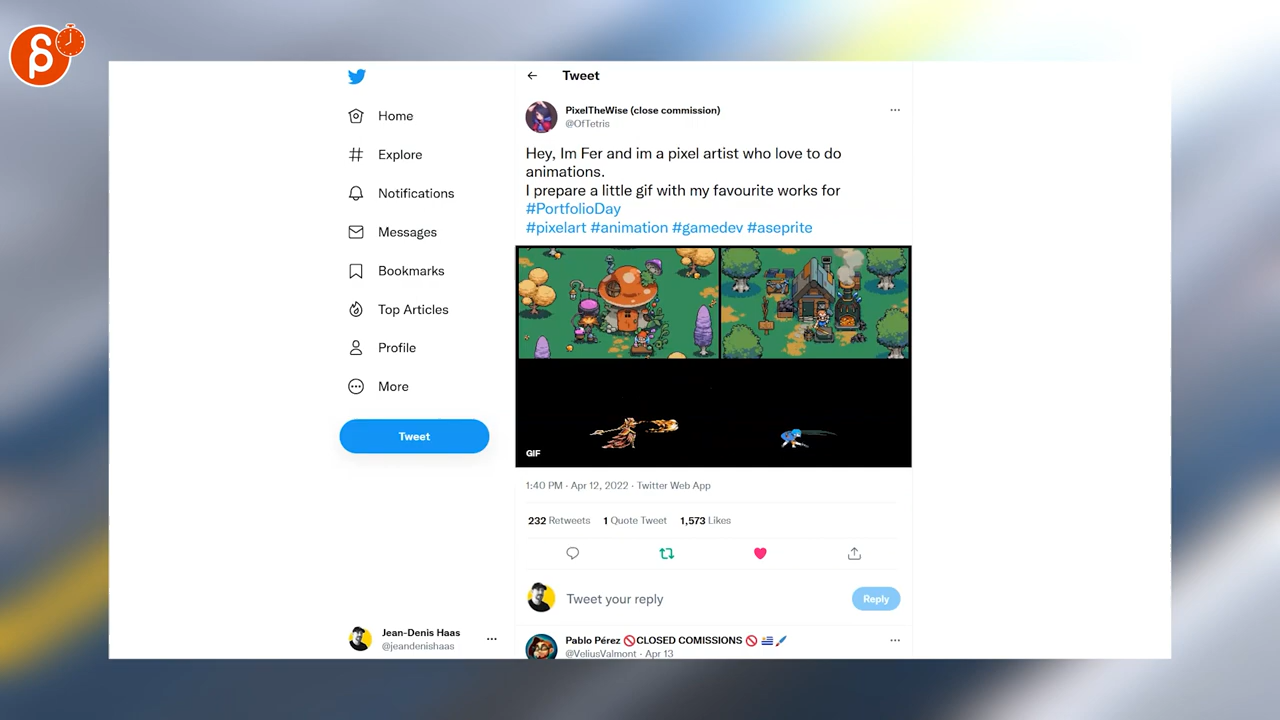 Tweet
Home
Explore
Notifications
Messages
Bookmarks
Top Articles
Profile
More
Tweet
Jean-Denis Haas
@jeandenishaas
PixelTheWise (close commission)
@OfTetris
Hey, Im Fer and im a pixel artist who love to do
animations.
I prepare a little gif with my favourite works for
#PortfolioDay
#pixelart #animation #gamedev #aseprite
GIF
1:40 PM · Apr 12, 2022 · Twitter Web App
232 Retweets 1 Quote Tweet 1,573 Likes
Tweet your reply
Reply
Pablo Pérez 🚫CLOSED COMISSIONS 🚫 🇺🇾🖌️
@VeliusValmont · Apr 13